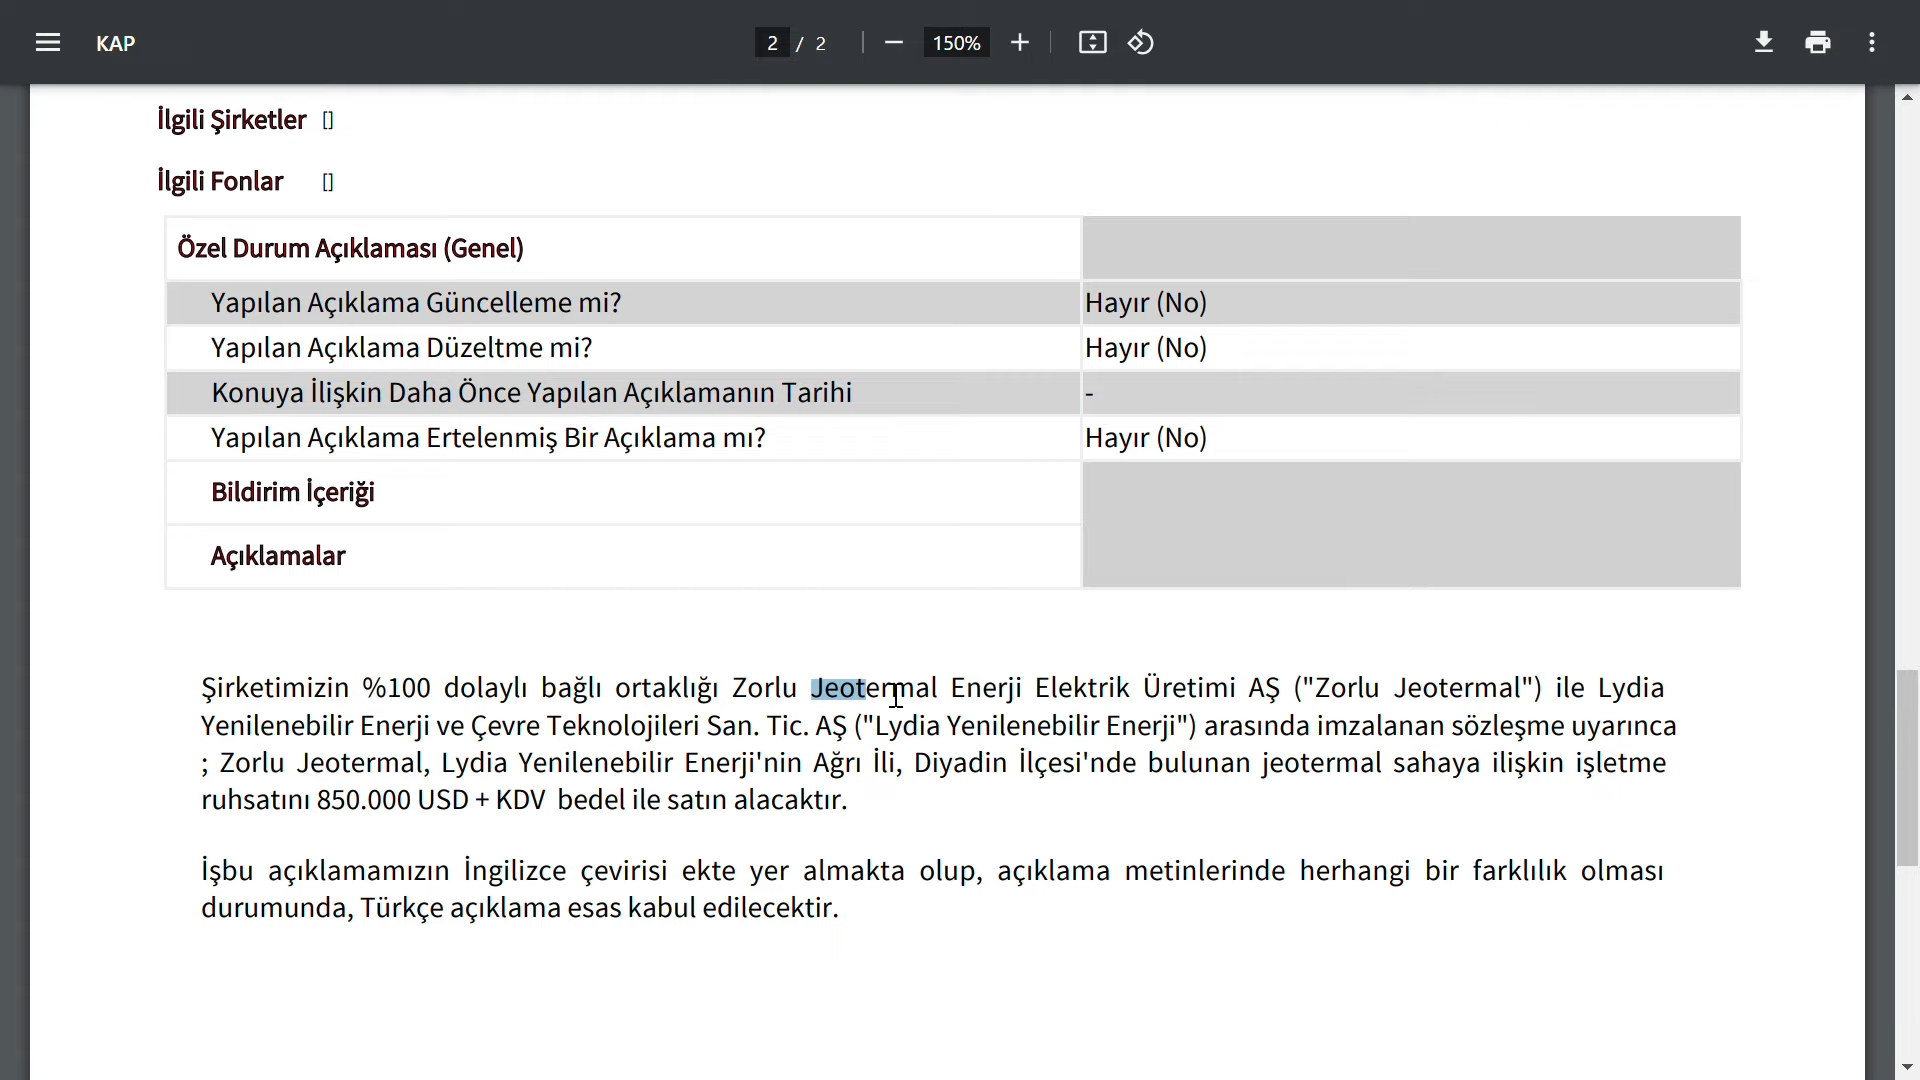 KAP
2 / 2
150%
İlgili Şirketler []
İlgili Fonlar []
Özel Durum Açıklaması (Genel)
Yapılan Açıklama Güncelleme mi? Hayır (No)
Yapılan Açıklama Düzeltme mi? Hayır (No)
Konuya İlişkin Daha Önce Yapılan Açıklamanın Tarihi -
Yapılan Açıklama Ertelenmiş Bir Açıklama mı? Hayır (No)
Bildirim İçeriği
Açıklamalar
Şirketimizin %100 dolaylı bağlı ortaklığı Zorlu Jeotermal Enerji Elektrik Üretimi AŞ ("Zorlu Jeotermal") ile Lydia
Yenilenebilir Enerji ve Çevre Teknolojileri San. Tic. AŞ ("Lydia Yenilenebilir Enerji") arasında imzalanan sözleşme uyarınca
; Zorlu Jeotermal, Lydia Yenilenebilir Enerji'nin Ağrı İli, Diyadin İlçesi'nde bulunan jeotermal sahaya ilişkin işletme
ruhsatını 850.000 USD + KDV bedel ile satın alacaktır.
İşbu açıklamamızın İngilizce çevirisi ekte yer almakta olup, açıklama metinlerinde herhangi bir farklılık olması
durumunda, Türkçe açıklama esas kabul edilecektir.